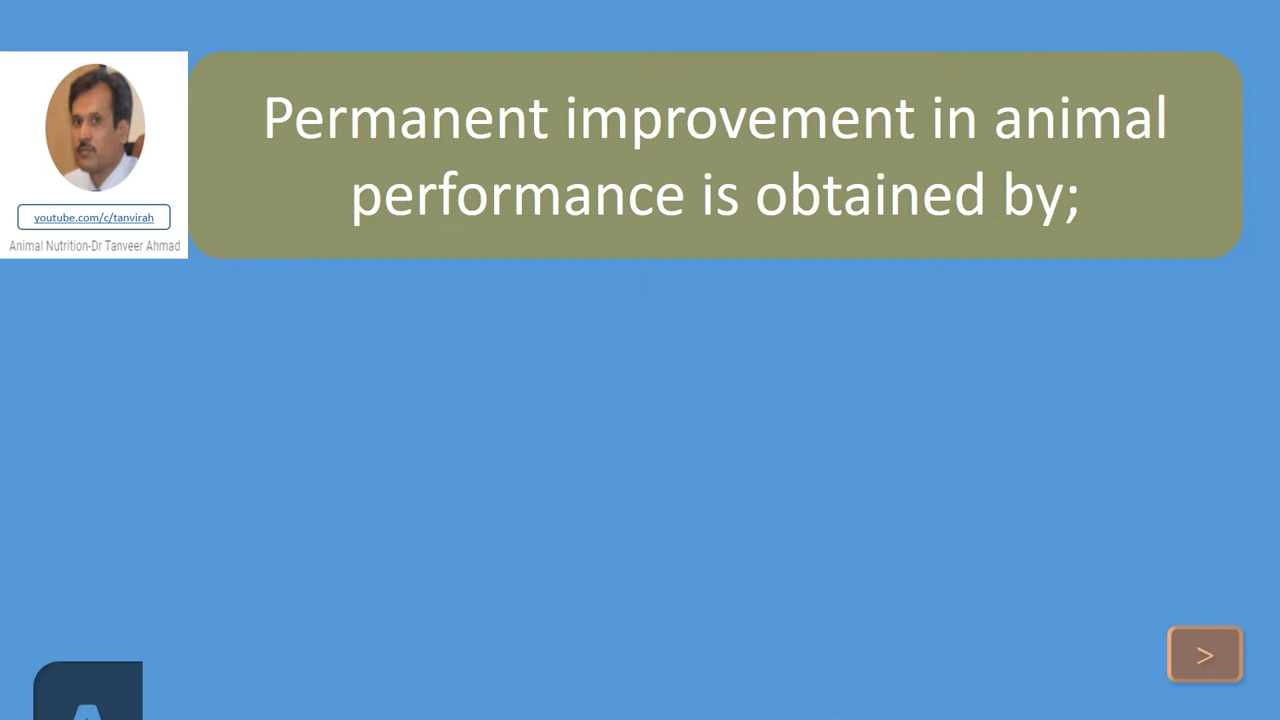 Permanent improvement in animal
performance is obtained by;
youtube.com/c/tanvirah
Animal Nutrition-Dr Tanveer Ahmad
>
A